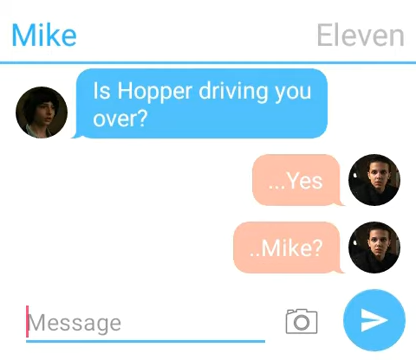 Mike Eleven
Is Hopper driving you
over?
...Yes
..Mike?
Message